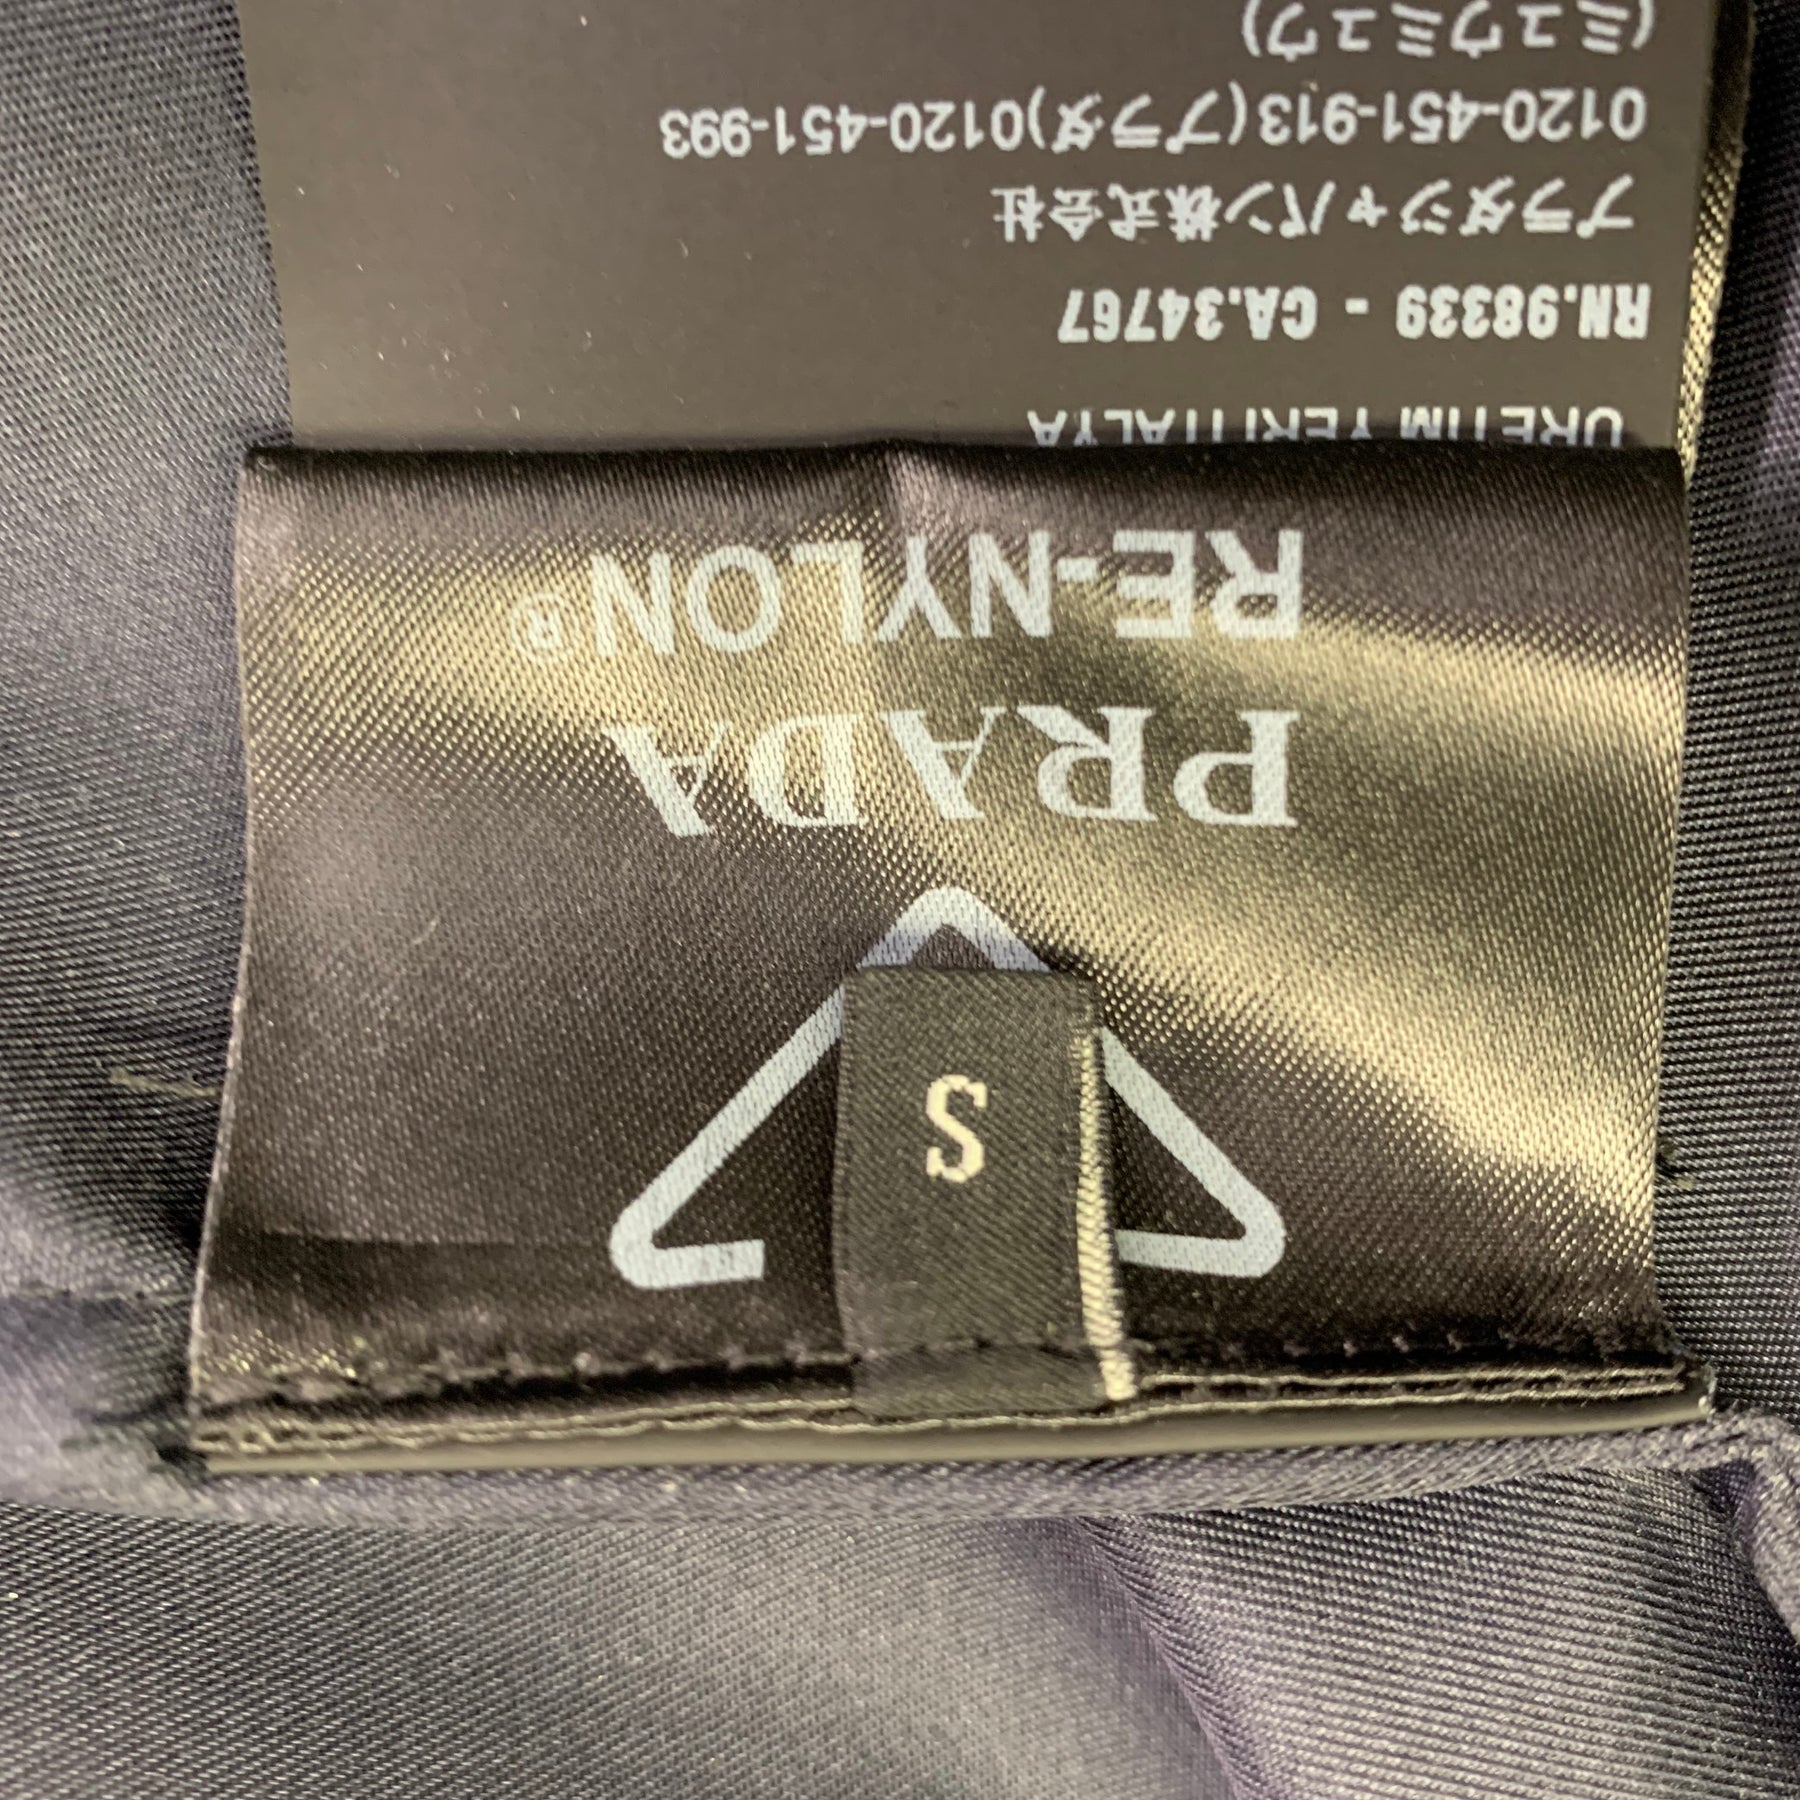 S
PRADA
RE-NYLON®
URETIM YERI ITALYA
RN.98339 - CA.34767
プラダジャパン株式会社
0120-451-913(プラダ)0120-451-993
(ミュウミュウ)